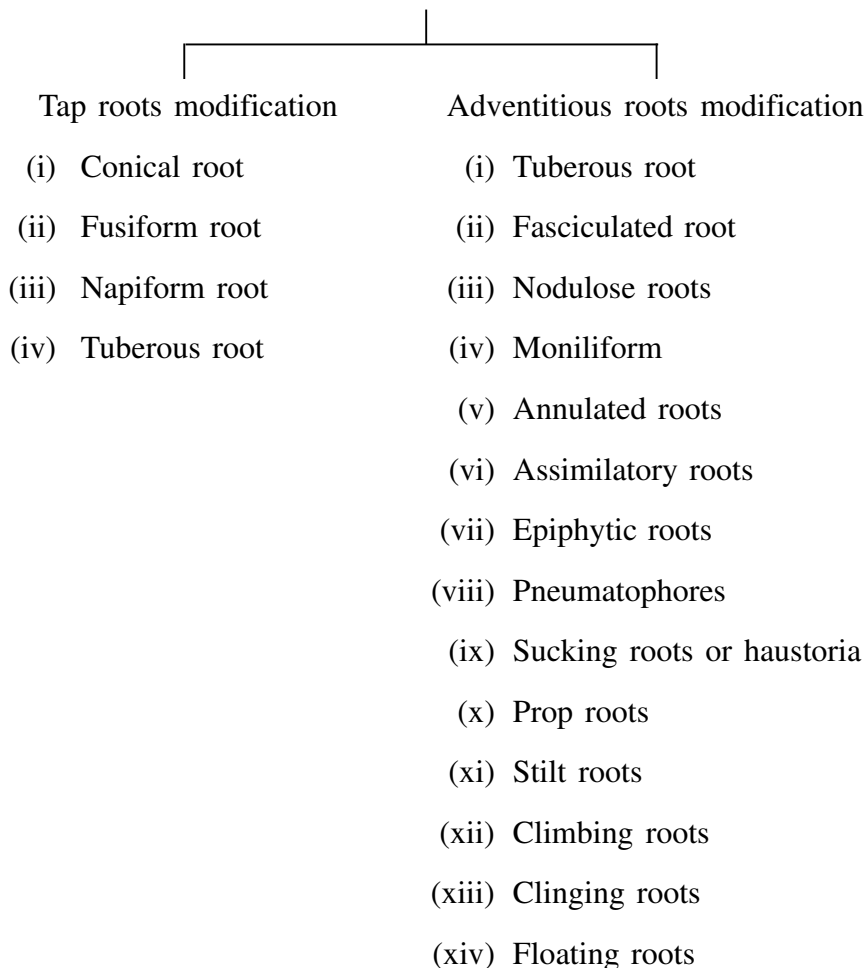 Tap roots modification
(i) Conical root
(ii) Fusiform root
(iii) Napiform root
(iv) Tuberous root
Adventitious roots modification
(i) Tuberous root
(ii) Fasciculated root
(iii) Nodulose roots
(iv) Moniliform
(v) Annulated roots
(vi) Assimilatory roots
(vii) Epiphytic roots
(viii) Pneumatophores
(ix) Sucking roots or haustoria
(x) Prop roots
(xi) Stilt roots
(xii) Climbing roots
(xiii) Clinging roots
(xiv) Floating roots